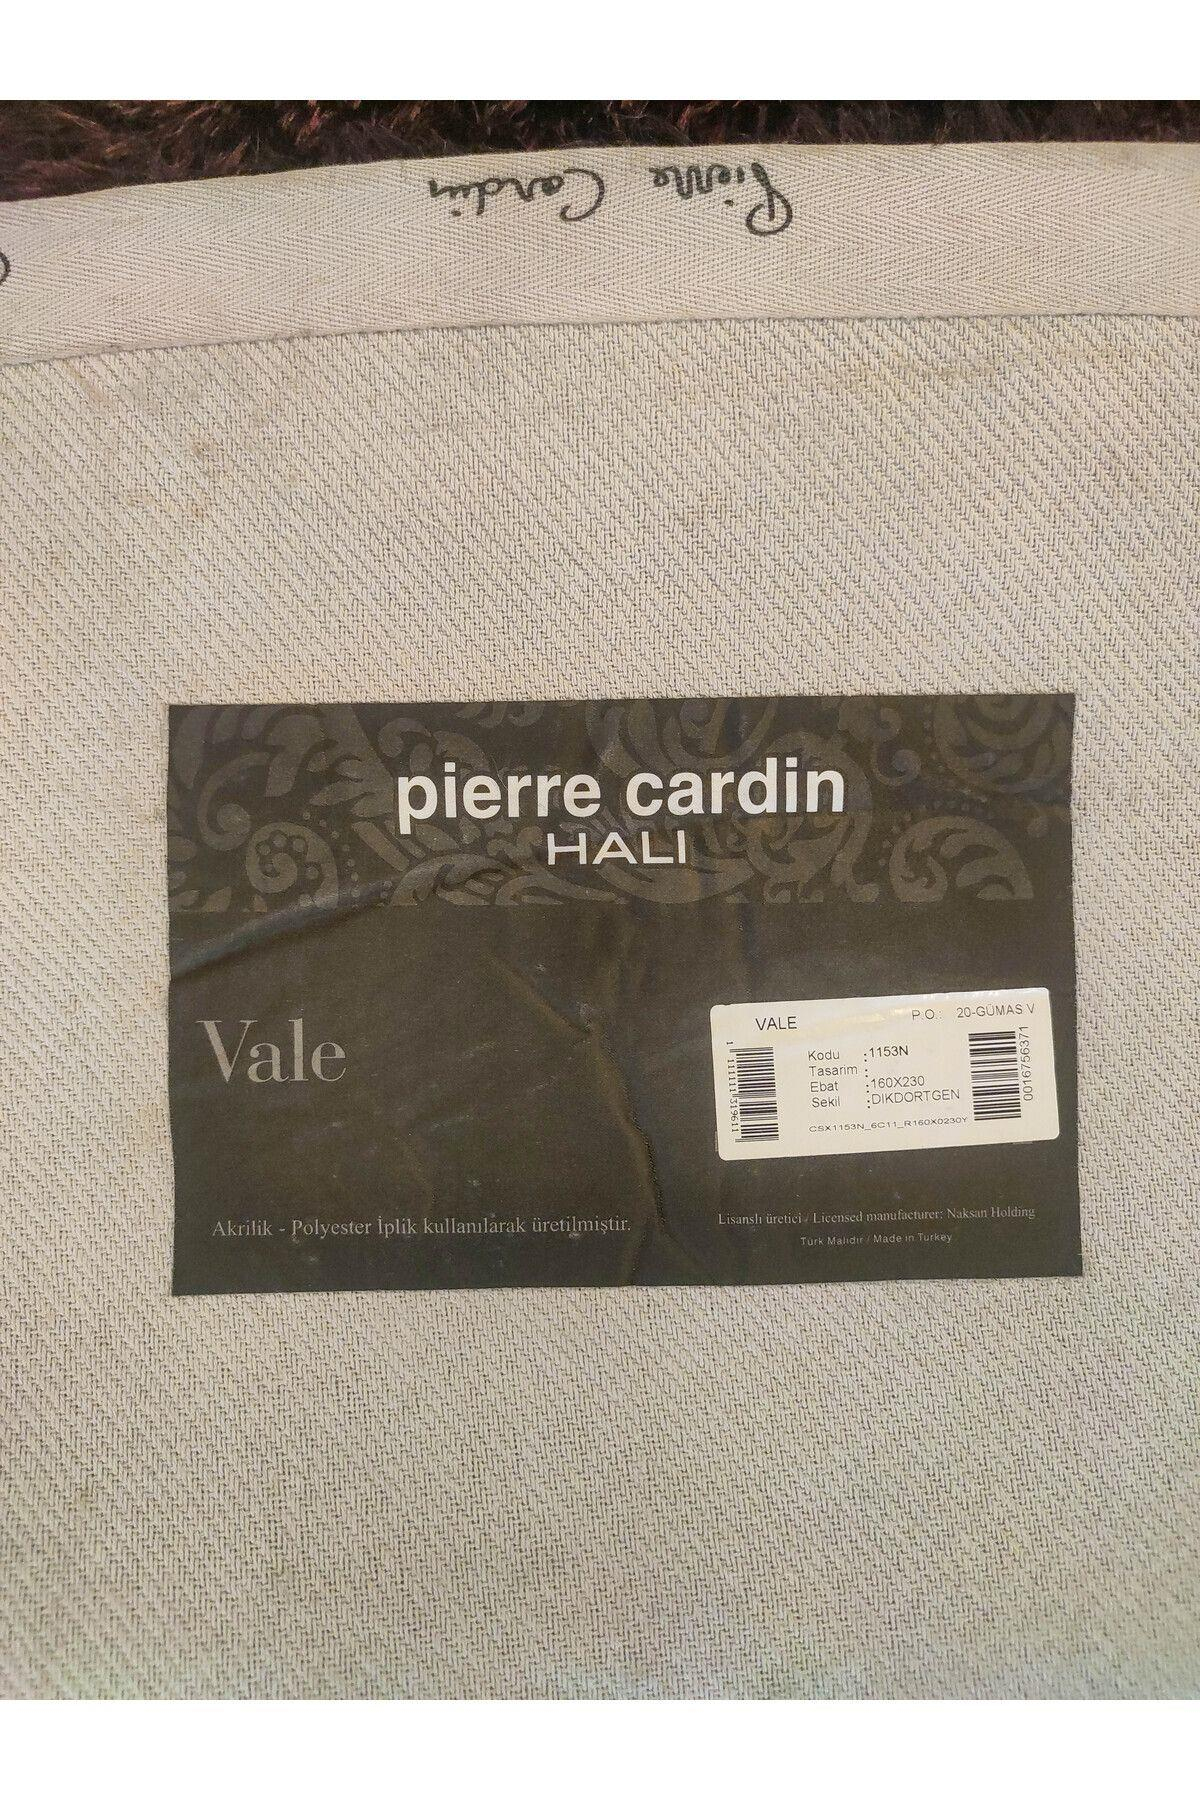 Pierre Cardin
pierre cardin
HALI
Vale
VALE P.O.: 20-GÜMAS V
Kodu : 1153N
Tasarım :
Ebat : 160X230
Sekil : DIKDORTGEN
CSX1153N_6C11_R160X0230Y
0016756371
Akrilik - Polyester İplik kullanılarak üretilmiştir.
Lisanslı üretici / Licensed manufacturer: Naksan Holding
Türk Malıdır / Made in Turkey